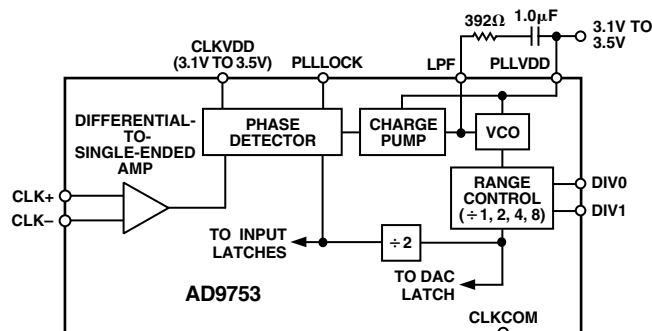 392Ω
1.0μF
3.1V TO
3.5V
CLKVDD
(3.1V TO 3.5V)
PLLLOCK
LPF
PLLVDD
DIFFERENTIAL-
TO-
SINGLE-ENDED
AMP
PHASE
DETECTOR
CHARGE
PUMP
VCO
CLK+
CLK–
RANGE
CONTROL
(÷1, 2, 4, 8)
DIV0
DIV1
TO INPUT
LATCHES
÷2
TO DAC
LATCH
AD9753
CLKCOM